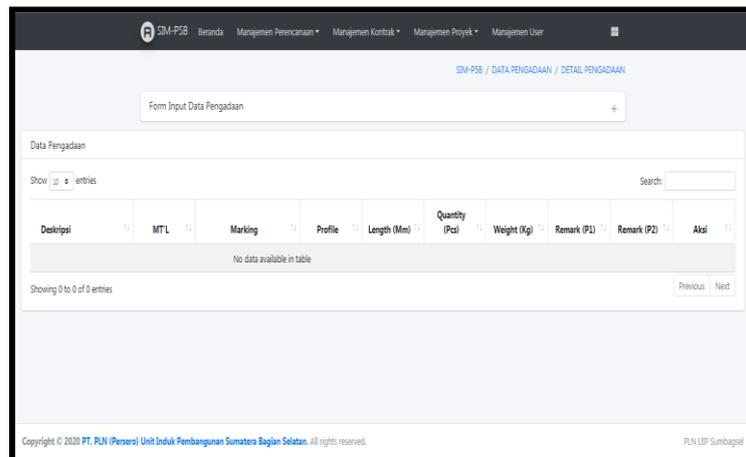 SIM-PSB Beranda Manajemen Perencanaan Manajemen Kontrak Manajemen Proyek Manajemen User
SIM-PSB / DATA PENGADAAN / DETAIL PENGADAAN
Form Input Data Pengadaan +
Data Pengadaan
Show 10 entries Search:
Deskripsi MT'L Marking Profile Length (Mm) Quantity (Pcs) Weight (Kg) Remark (P1) Remark (P2) Aksi
No data available in table
Showing 0 to 0 of 0 entries Previous Next
Copyright © 2020 PT. PLN (Persero) Unit Induk Pembangunan Sumatera Bagian Selatan. All rights reserved. PLN UIP Sumbagsel